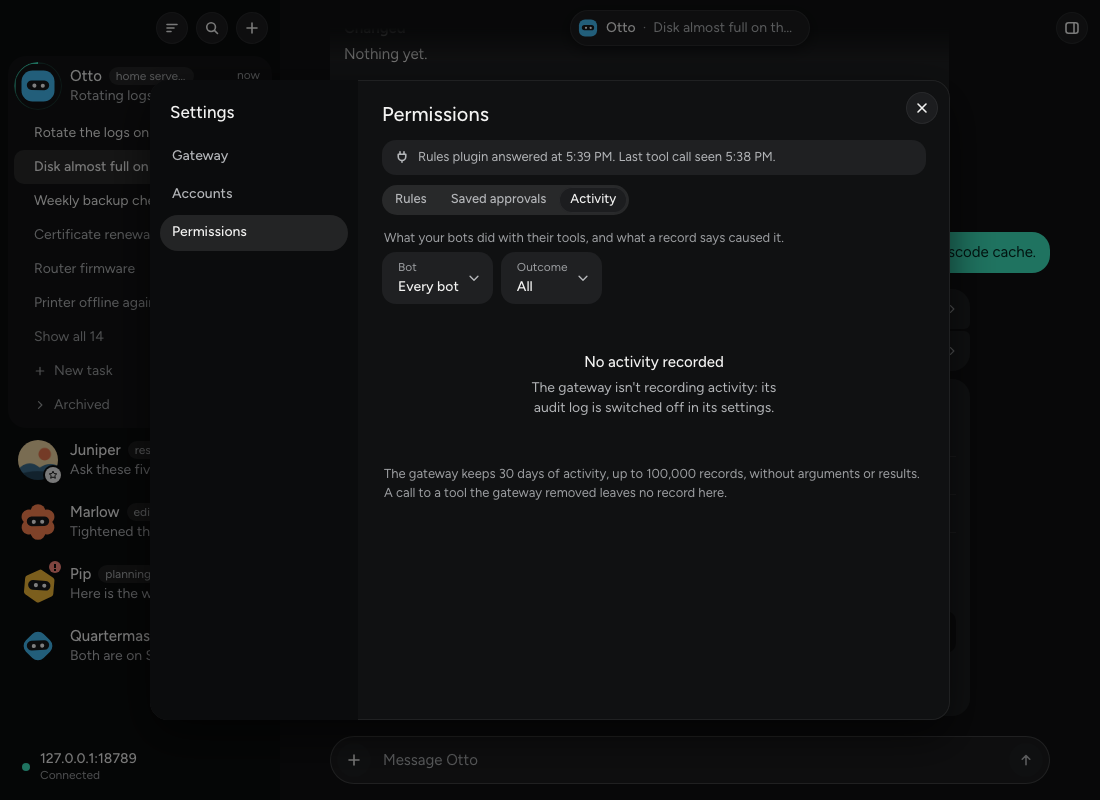 Otto · Disk almost full on th...
Nothing yet.
Otto home serve... now
Rotating logs
Rotate the logs on
Disk almost full on
Weekly backup che
Certificate renewa
Router firmware
Printer offline again
Show all 14
New task
Archived
Juniper res
Ask these fiv
Marlow edi
Tightened th
Pip planning
Here is the w
Quartermas
Both are on S
127.0.0.1:18789
Connected
Settings
Gateway
Accounts
Permissions
Permissions
Rules plugin answered at 5:39 PM. Last tool call seen 5:38 PM.
Rules Saved approvals Activity
What your bots did with their tools, and what a record says caused it.
Bot
Every bot
Outcome
All
No activity recorded
The gateway isn't recording activity: its
audit log is switched off in its settings.
The gateway keeps 30 days of activity, up to 100,000 records, without arguments or results.
A call to a tool the gateway removed leaves no record here.
scode cache.
Message Otto